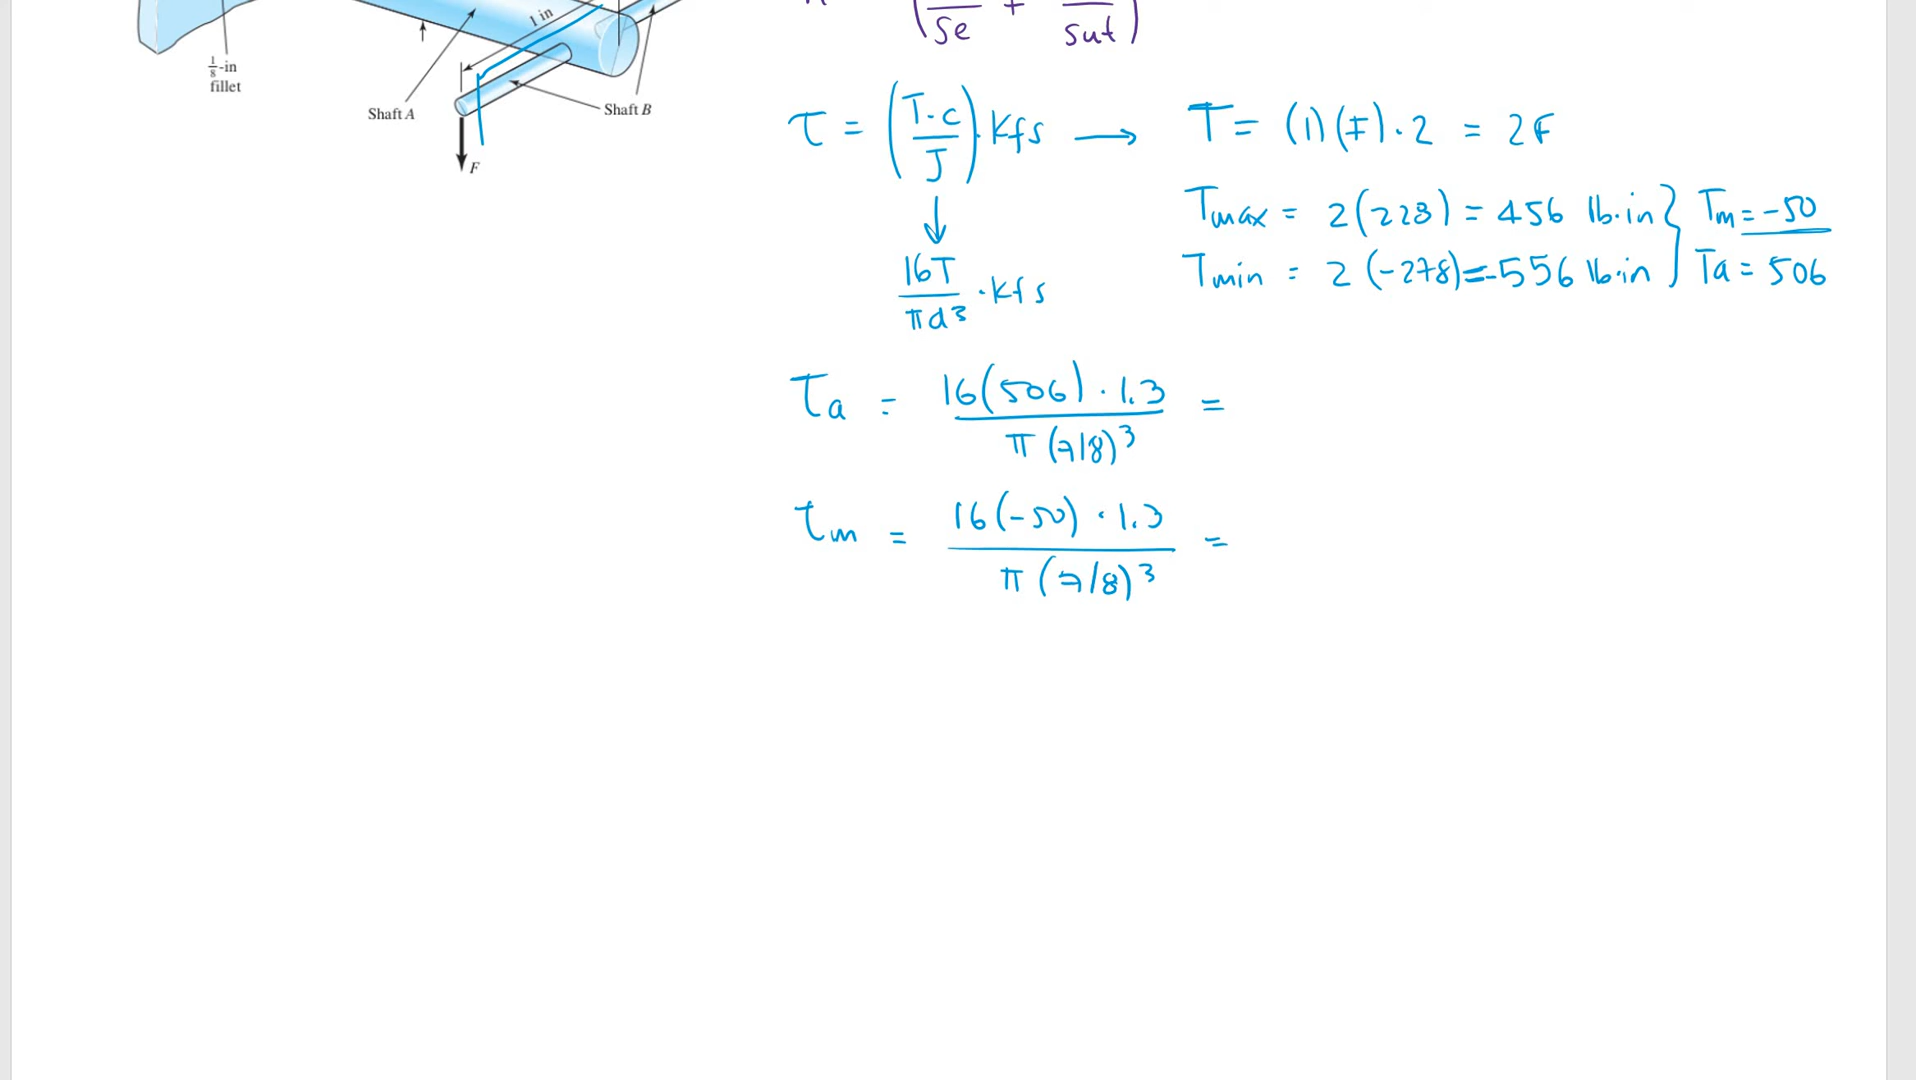 1 in
1/8-in
fillet
Shaft A
Shaft B
F
Se + Sut
τ = (T·c/J)·Kfs → T = (1)(F)·2 = 2F
↓
16T/πd³ ·Kfs
Tmax = 2(228) = 456 lb·in } Tm = -50
Tmin = 2(-278) = -556 lb·in } Ta = 506
τa = 16(506)·1.3 / π(7/8)³ =
τm = 16(-50)·1.3 / π(7/8)³ =